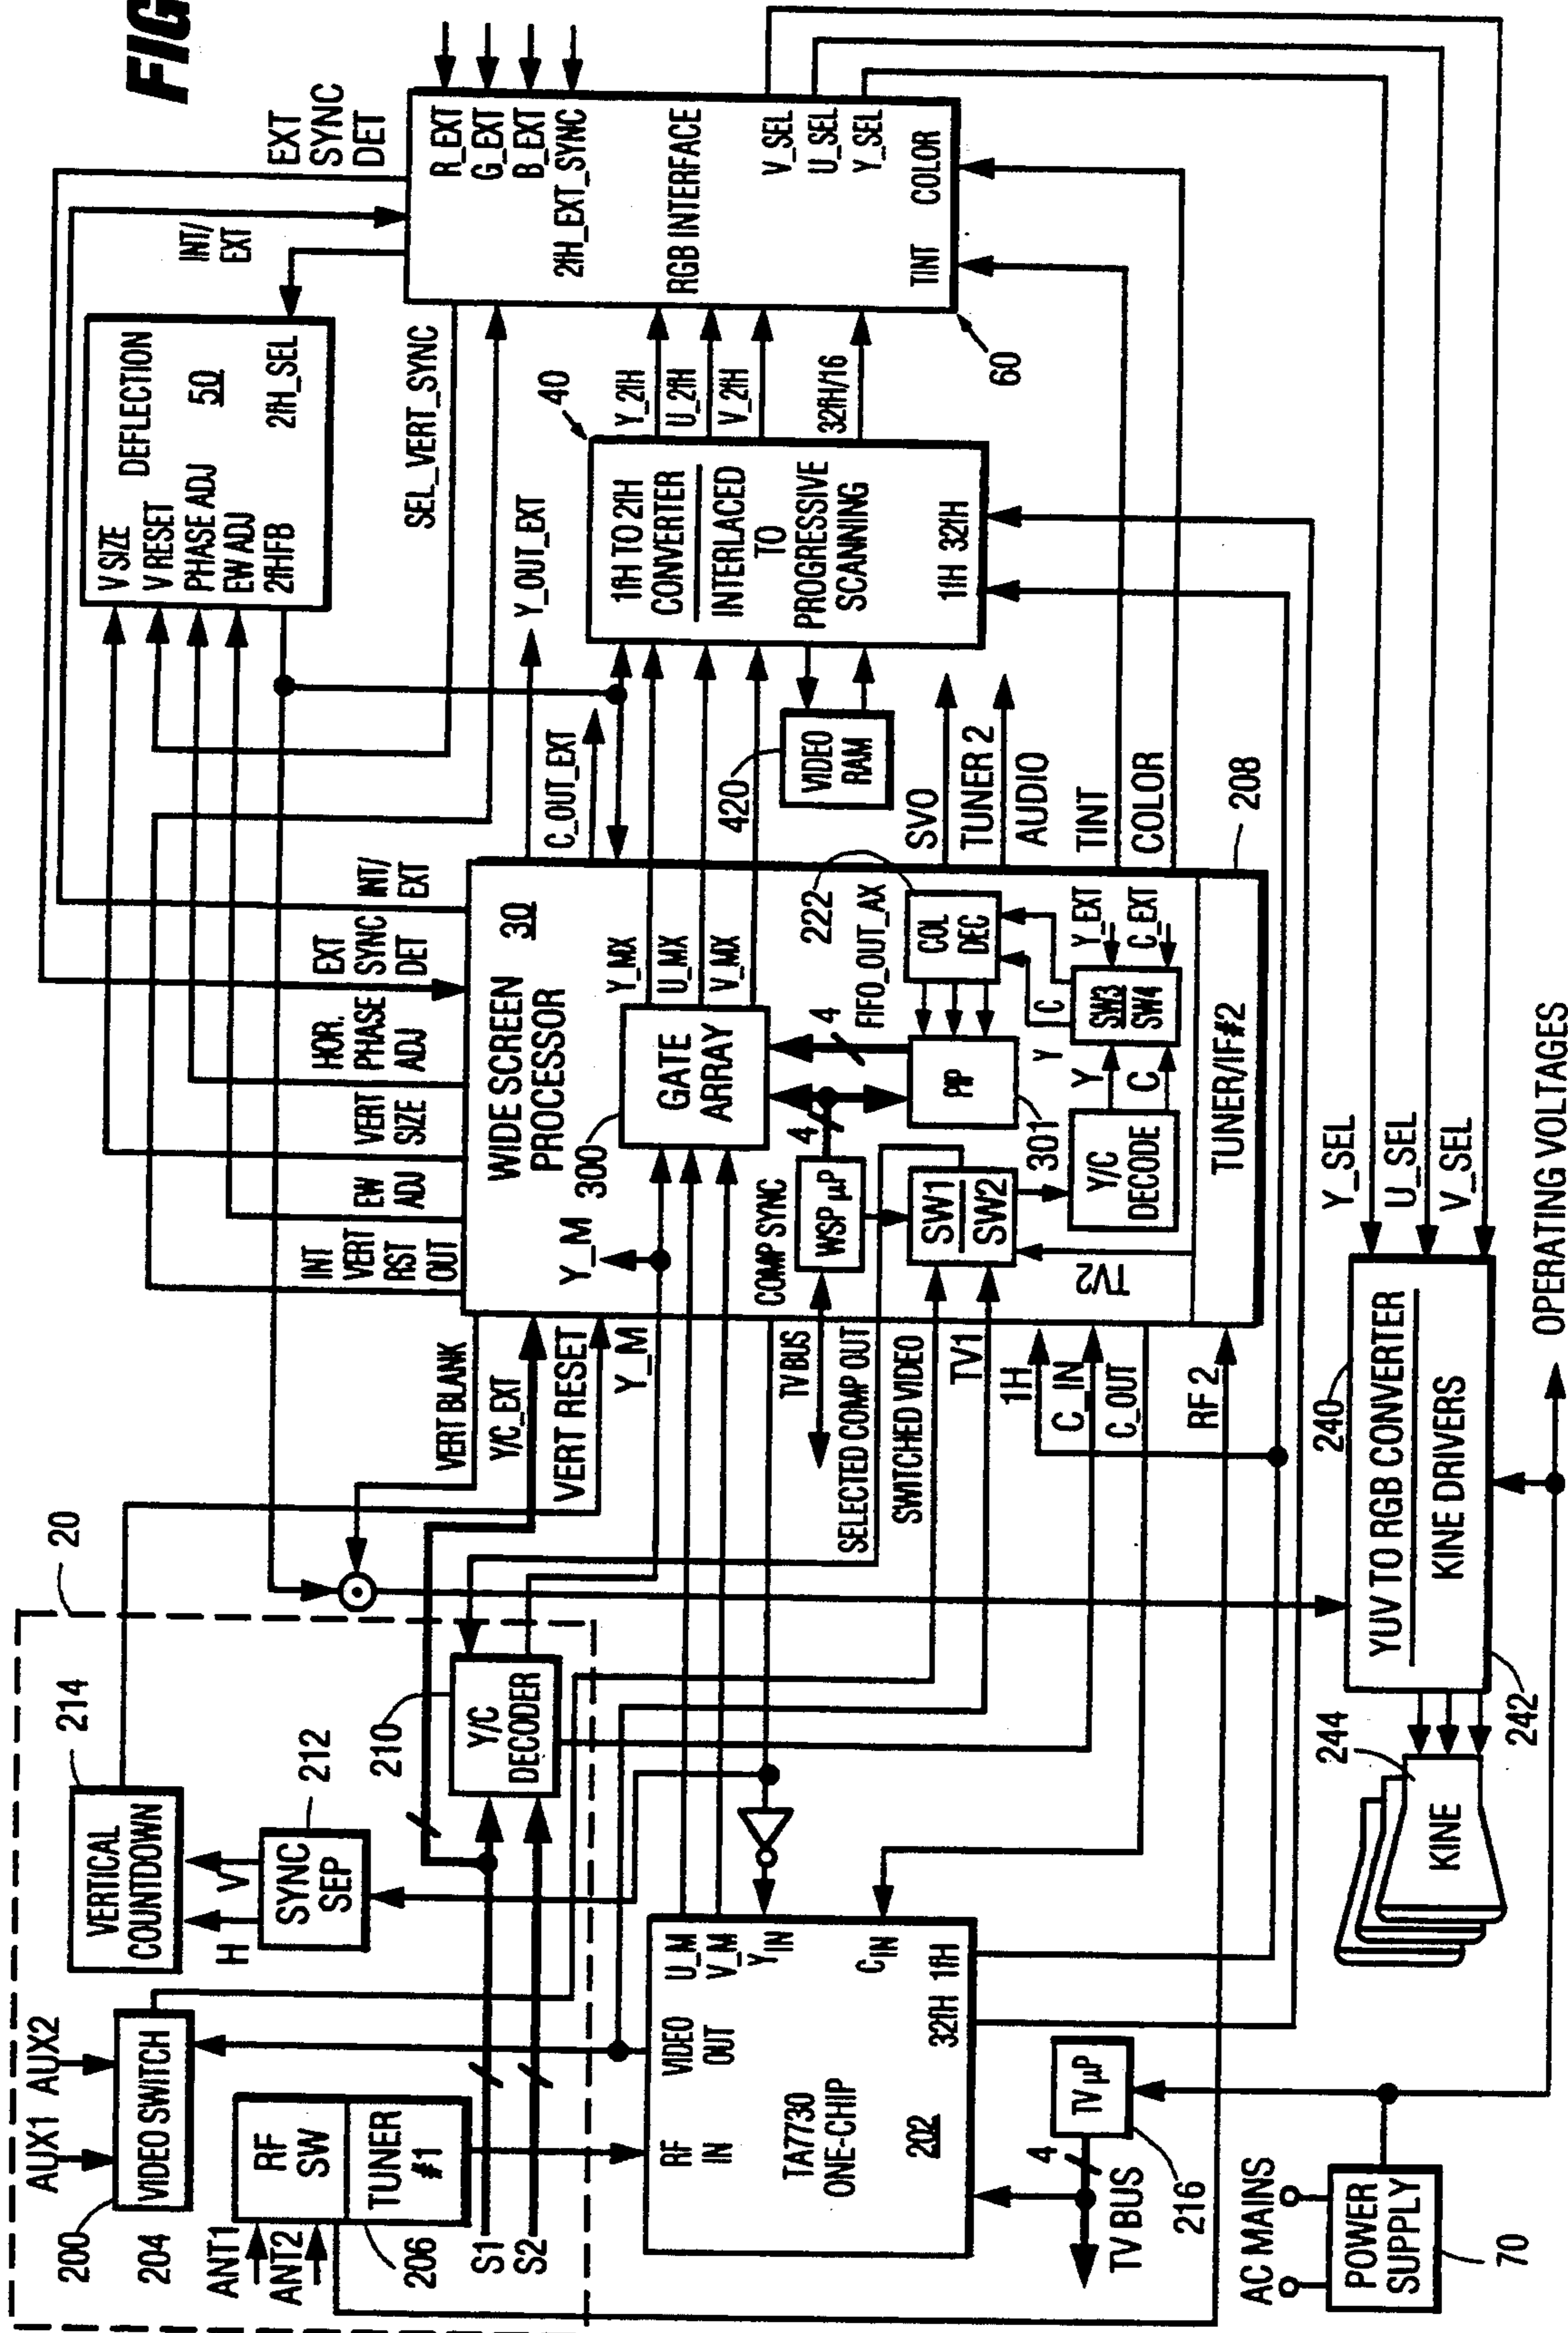 FIG
20
AUX1 AUX2
200
VIDEO SWITCH
204
ANT1
ANT2
RF
SW
TUNER
#1
206
S1
S2
214
VERTICAL
COUNTDOWN
H V
SYNC
SEP
212
210
Y/C
DECODER
RF
IN
VIDEO
OUT
U_M
V_M
YIN
CIN
TA7730
ONE-CHIP
202
32fH 1fH
TV µP
4
TV BUS
216
AC MAINS
POWER
SUPPLY
70
VERT BLANK
Y/C_EXT
VERT RESET
Y_M
TV BUS
SELECTED COMP OUT
SWITCHED VIDEO
TV1
1H
C_IN
C_OUT
RF 2
INT
VERT
RST
OUT
EW
ADJ
VERT
SIZE
HOR.
PHASE
ADJ
EXT
SYNC
DET
INT/
EXT
WIDE SCREEN
PROCESSOR
30
Y_M
300
GATE
ARRAY
Y_MX
U_MX
V_MX
COMP SYNC
WSP µP
4
4
FIFO_OUT_AX
222
PIP
301
COL
DEC
SW1
SW2
Y/C
DECODE
Y
C
Y
C
SW3
SW4
Y_EXT
C_EXT
TV2
TUNER/IF#2
208
V SIZE
V RESET
PHASE ADJ
EW ADJ
2fHFB
DEFLECTION
50
2fH_SEL
SEL_VERT_SYNC
Y_OUT_EXT
C_OUT_EXT
40
1fH TO 2fH
CONVERTER
INTERLACED
TO
PROGRESSIVE
SCANNING
1fH 32fH
420
VIDEO
RAM
SVO
TUNER 2
AUDIO
TINT
COLOR
Y_2fH
U_2fH
V_2fH
32fH/16
60
INT/
EXT
EXT
SYNC
DET
R_EXT
G_EXT
B_EXT
2fH_EXT_SYNC
RGB INTERFACE
V_SEL
U_SEL
Y_SEL
TINT
COLOR
Y_SEL
U_SEL
V_SEL
240
YUV TO RGB CONVERTER
KINE DRIVERS
242
244
KINE
OPERATING VOLTAGES